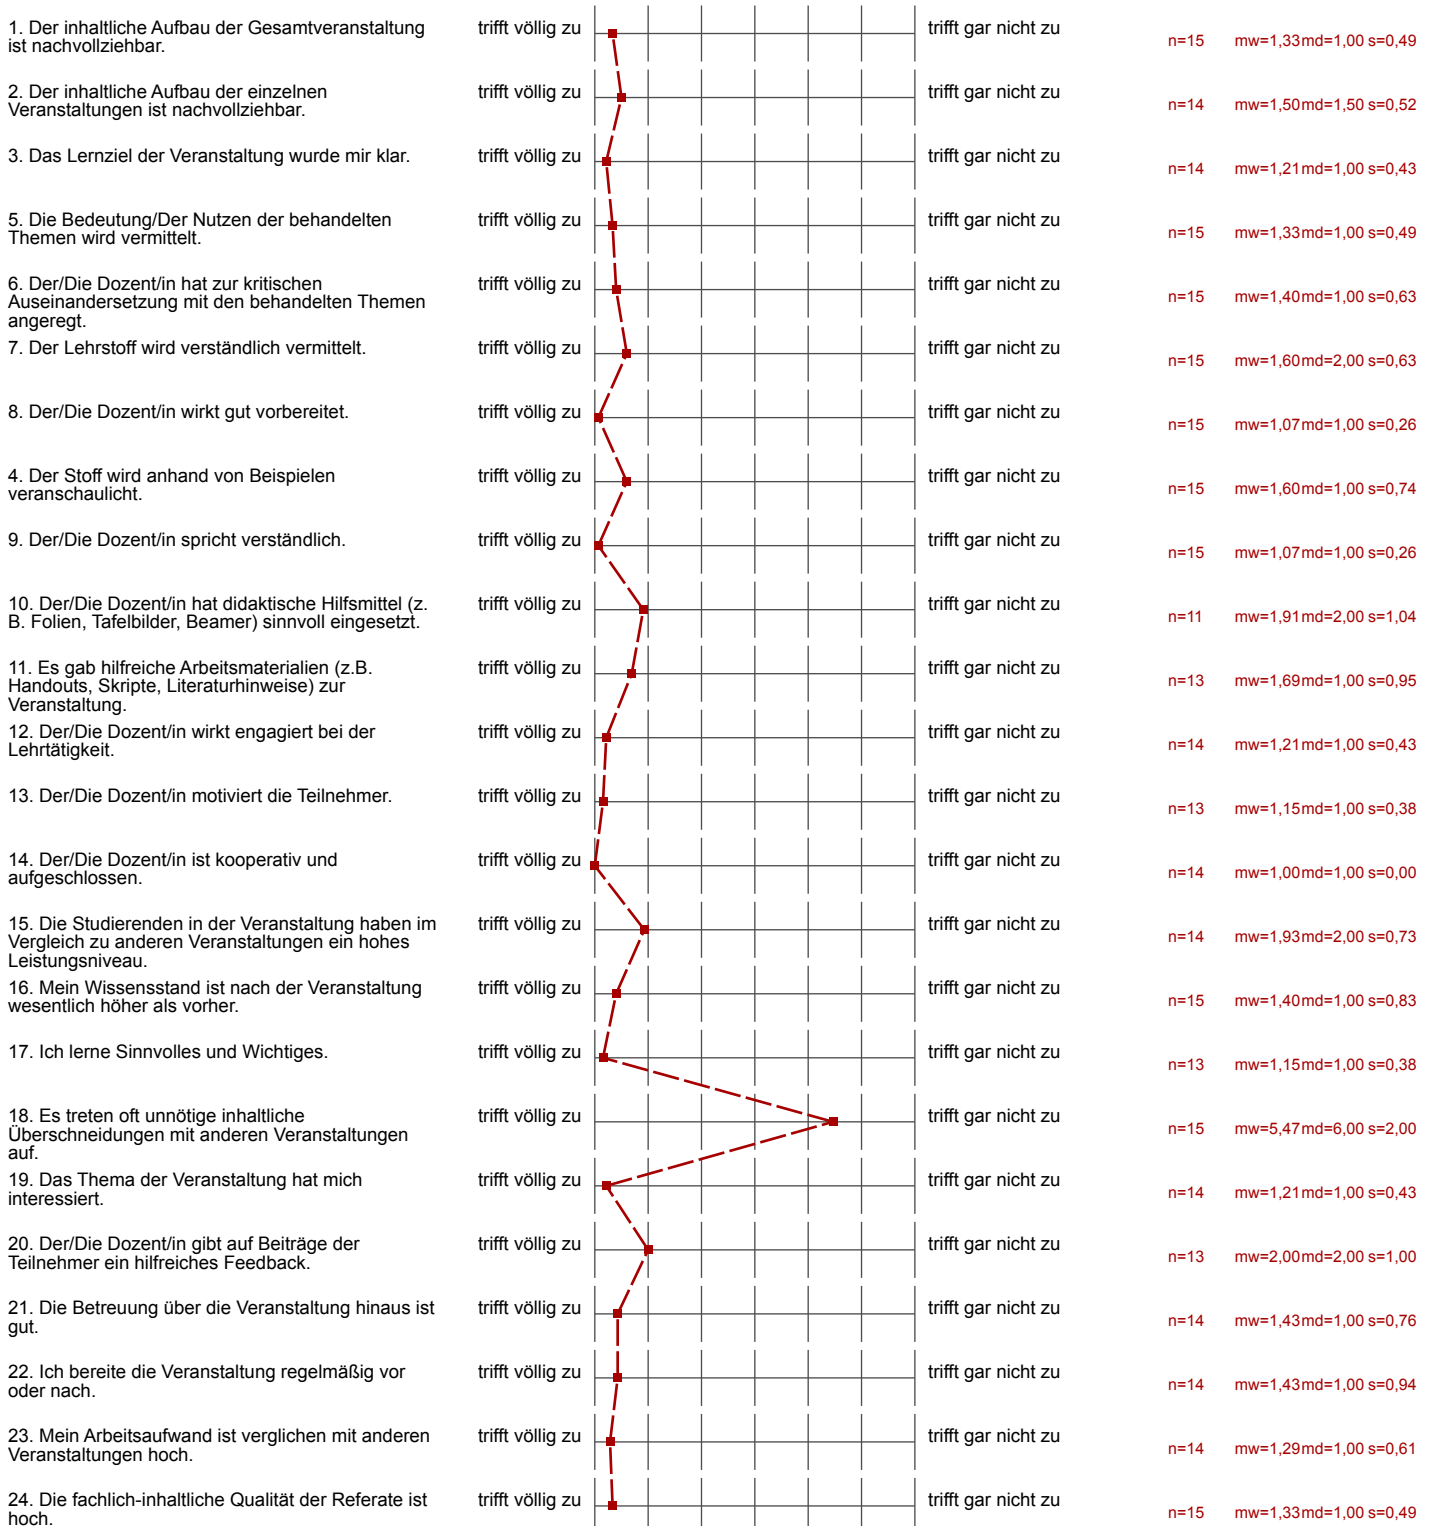 1. Der inhaltliche Aufbau der Gesamtveranstaltung
ist nachvollziehbar.
trifft völlig zu
trifft gar nicht zu
n=15 mw=1,33 md=1,00 s=0,49
2. Der inhaltliche Aufbau der einzelnen
Veranstaltungen ist nachvollziehbar.
trifft völlig zu
trifft gar nicht zu
n=14 mw=1,50 md=1,50 s=0,52
3. Das Lernziel der Veranstaltung wurde mir klar.
trifft völlig zu
trifft gar nicht zu
n=14 mw=1,21 md=1,00 s=0,43
5. Die Bedeutung/Der Nutzen der behandelten
Themen wird vermittelt.
trifft völlig zu
trifft gar nicht zu
n=15 mw=1,33 md=1,00 s=0,49
6. Der/Die Dozent/in hat zur kritischen
Auseinandersetzung mit den behandelten Themen
angeregt.
trifft völlig zu
trifft gar nicht zu
n=15 mw=1,40 md=1,00 s=0,63
7. Der Lehrstoff wird verständlich vermittelt.
trifft völlig zu
trifft gar nicht zu
n=15 mw=1,60 md=2,00 s=0,63
8. Der/Die Dozent/in wirkt gut vorbereitet.
trifft völlig zu
trifft gar nicht zu
n=15 mw=1,07 md=1,00 s=0,26
4. Der Stoff wird anhand von Beispielen
veranschaulicht.
trifft völlig zu
trifft gar nicht zu
n=15 mw=1,60 md=1,00 s=0,74
9. Der/Die Dozent/in spricht verständlich.
trifft völlig zu
trifft gar nicht zu
n=15 mw=1,07 md=1,00 s=0,26
10. Der/Die Dozent/in hat didaktische Hilfsmittel (z.
B. Folien, Tafelbilder, Beamer) sinnvoll eingesetzt.
trifft völlig zu
trifft gar nicht zu
n=11 mw=1,91 md=2,00 s=1,04
11. Es gab hilfreiche Arbeitsmaterialien (z.B.
Handouts, Skripte, Literaturhinweise) zur
Veranstaltung.
trifft völlig zu
trifft gar nicht zu
n=13 mw=1,69 md=1,00 s=0,95
12. Der/Die Dozent/in wirkt engagiert bei der
Lehrtätigkeit.
trifft völlig zu
trifft gar nicht zu
n=14 mw=1,21 md=1,00 s=0,43
13. Der/Die Dozent/in motiviert die Teilnehmer.
trifft völlig zu
trifft gar nicht zu
n=13 mw=1,15 md=1,00 s=0,38
14. Der/Die Dozent/in ist kooperativ und
aufgeschlossen.
trifft völlig zu
trifft gar nicht zu
n=14 mw=1,00 md=1,00 s=0,00
15. Die Studierenden in der Veranstaltung haben im
Vergleich zu anderen Veranstaltungen ein hohes
Leistungsniveau.
trifft völlig zu
trifft gar nicht zu
n=14 mw=1,93 md=2,00 s=0,73
16. Mein Wissensstand ist nach der Veranstaltung
wesentlich höher als vorher.
trifft völlig zu
trifft gar nicht zu
n=15 mw=1,40 md=1,00 s=0,83
17. Ich lerne Sinnvolles und Wichtiges.
trifft völlig zu
trifft gar nicht zu
n=13 mw=1,15 md=1,00 s=0,38
18. Es treten oft unnötige inhaltliche
Überschneidungen mit anderen Veranstaltungen
auf.
trifft völlig zu
trifft gar nicht zu
n=15 mw=5,47 md=6,00 s=2,00
19. Das Thema der Veranstaltung hat mich
interessiert.
trifft völlig zu
trifft gar nicht zu
n=14 mw=1,21 md=1,00 s=0,43
20. Der/Die Dozent/in gibt auf Beiträge der
Teilnehmer ein hilfreiches Feedback.
trifft völlig zu
trifft gar nicht zu
n=13 mw=2,00 md=2,00 s=1,00
21. Die Betreuung über die Veranstaltung hinaus ist
gut.
trifft völlig zu
trifft gar nicht zu
n=14 mw=1,43 md=1,00 s=0,76
22. Ich bereite die Veranstaltung regelmäßig vor
oder nach.
trifft völlig zu
trifft gar nicht zu
n=14 mw=1,43 md=1,00 s=0,94
23. Mein Arbeitsaufwand ist verglichen mit anderen
Veranstaltungen hoch.
trifft völlig zu
trifft gar nicht zu
n=14 mw=1,29 md=1,00 s=0,61
24. Die fachlich-inhaltliche Qualität der Referate ist
hoch.
trifft völlig zu
trifft gar nicht zu
n=15 mw=1,33 md=1,00 s=0,49